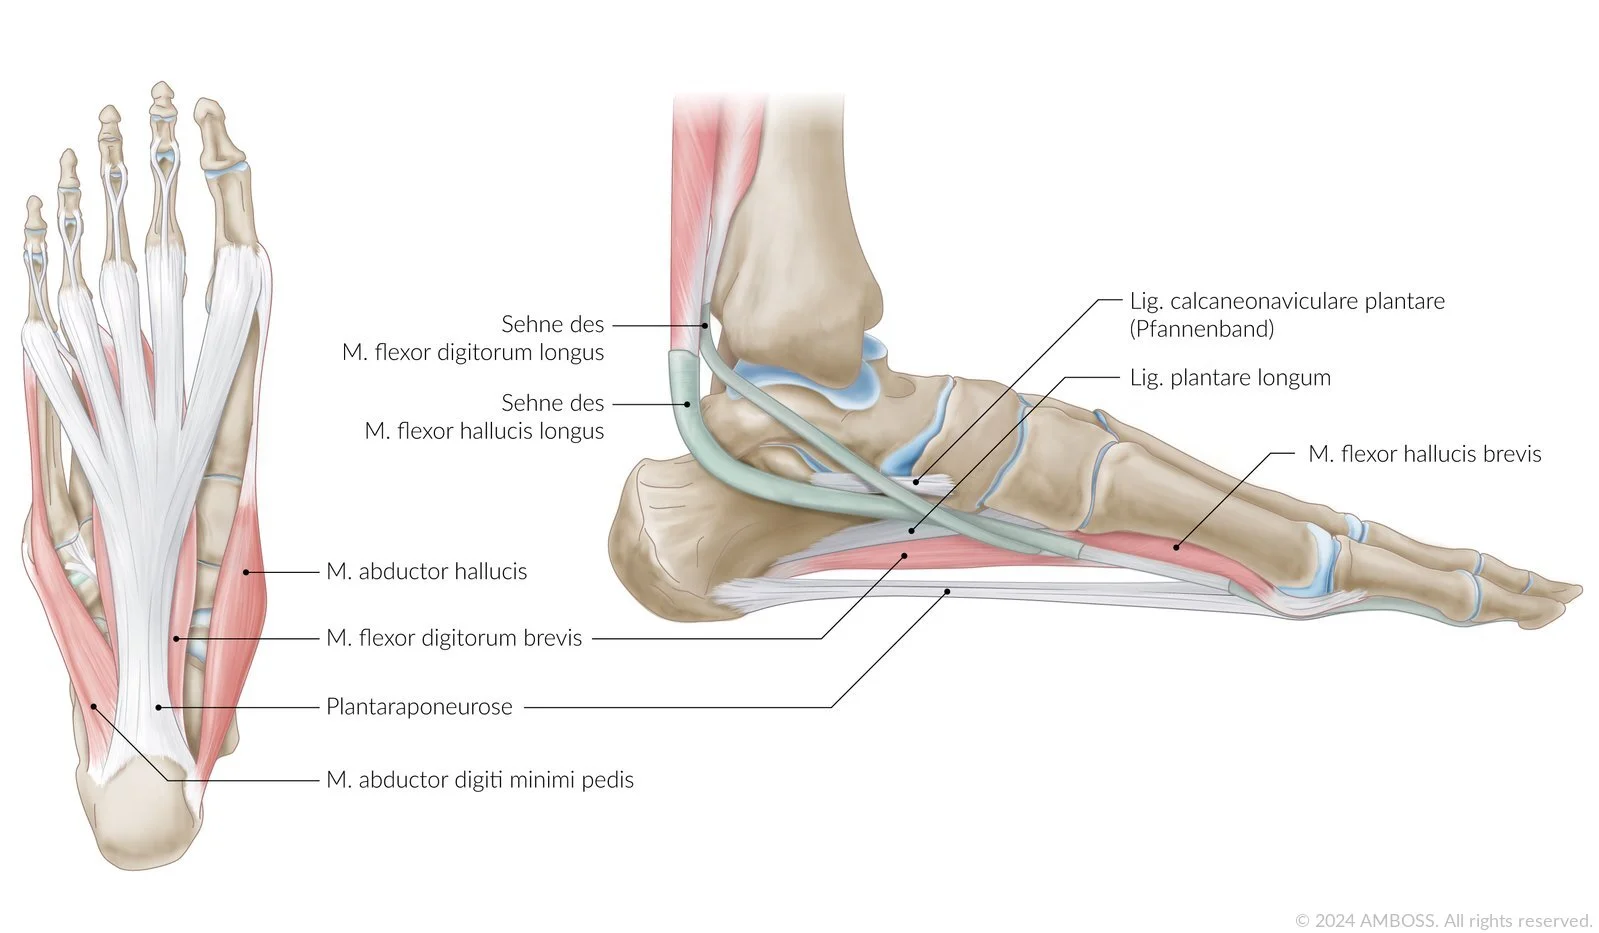 Sehne des
M. flexor digitorum longus
Sehne des
M. flexor hallucis longus
Lig. calcaneonaviculare plantare
(Pfannenband)
Lig. plantare longum
M. flexor hallucis brevis
M. abductor hallucis
M. flexor digitorum brevis
Plantaraponeurose
M. abductor digiti minimi pedis
© 2024 AMBOSS. All rights reserved.